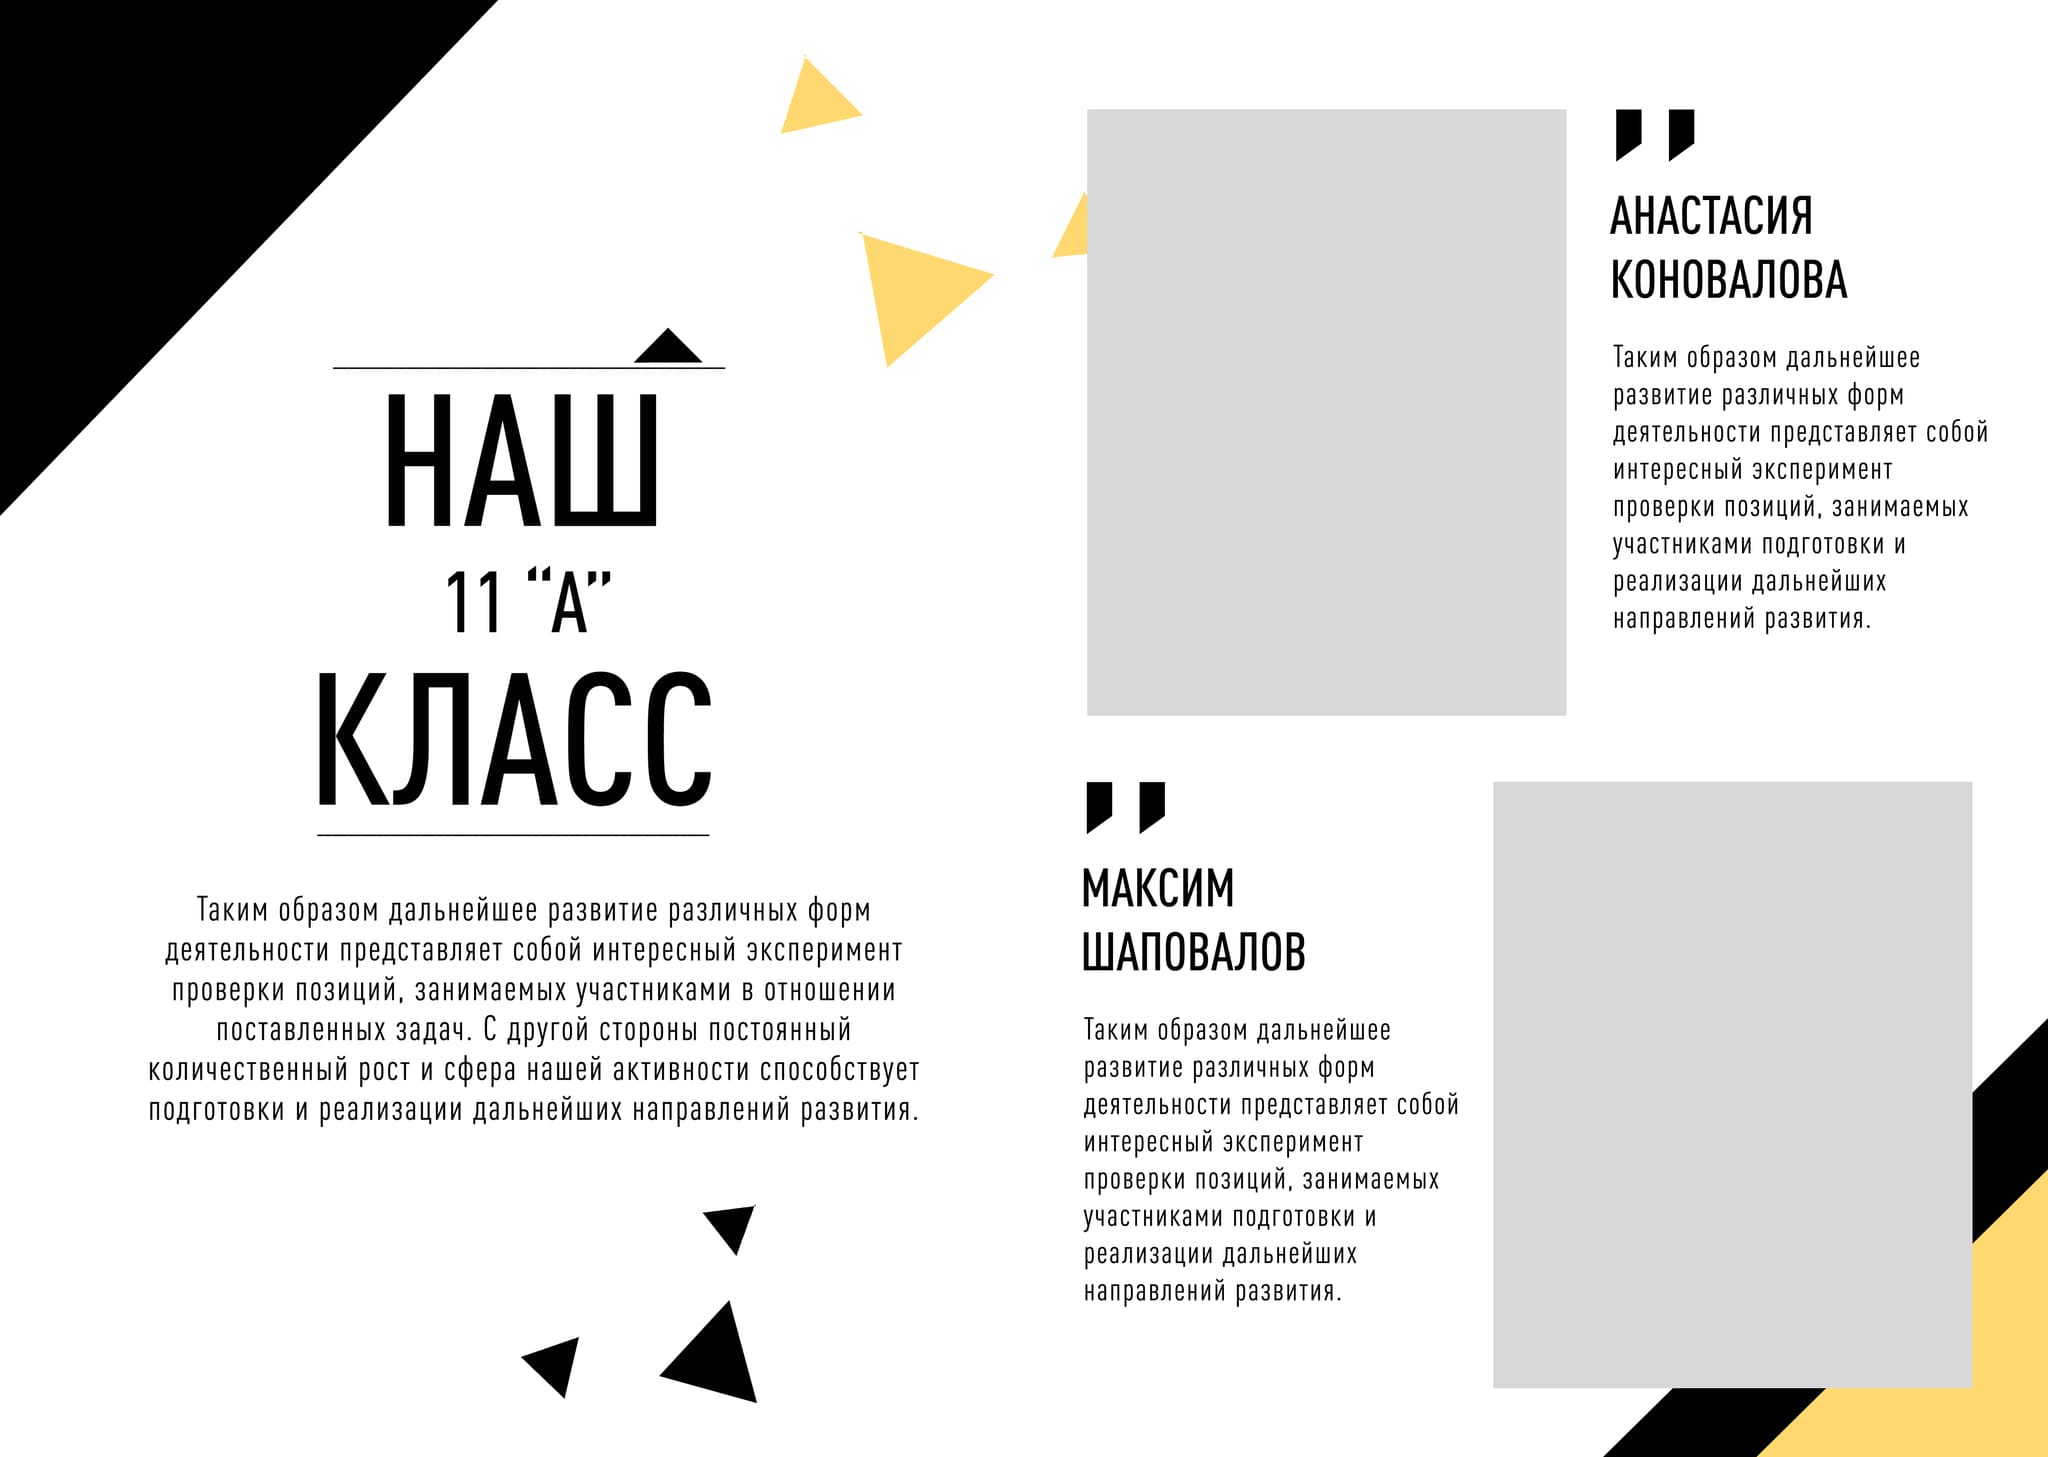 НАШ
11 “А”
КЛАСС
Таким образом дальнейшее развитие различных форм
деятельности представляет собой интересный эксперимент
проверки позиций, занимаемых участниками в отношении
поставленных задач. С другой стороны постоянный
количественный рост и сфера нашей активности способствует
подготовки и реализации дальнейших направлений развития.
АНАСТАСИЯ
КОНОВАЛОВА
Таким образом дальнейшее
развитие различных форм
деятельности представляет собой
интересный эксперимент
проверки позиций, занимаемых
участниками подготовки и
реализации дальнейших
направлений развития.
МАКСИМ
ШАПОВАЛОВ
Таким образом дальнейшее
развитие различных форм
деятельности представляет собой
интересный эксперимент
проверки позиций, занимаемых
участниками подготовки и
реализации дальнейших
направлений развития.